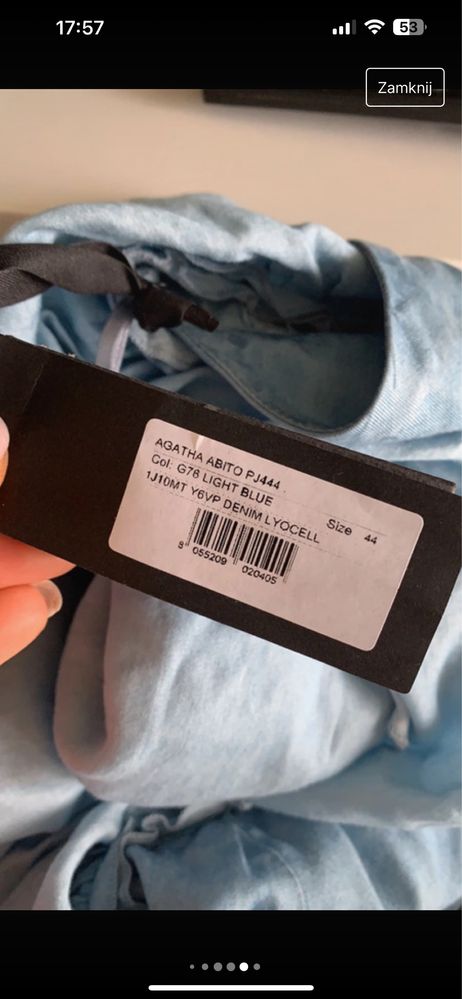 17:57
53
Zamknij
AGATHA ABITO PJ444
Col: G76 LIGHT BLUE
1J10MT Y6VP DENIM LYOCELL
Size 44
8 055209 020405